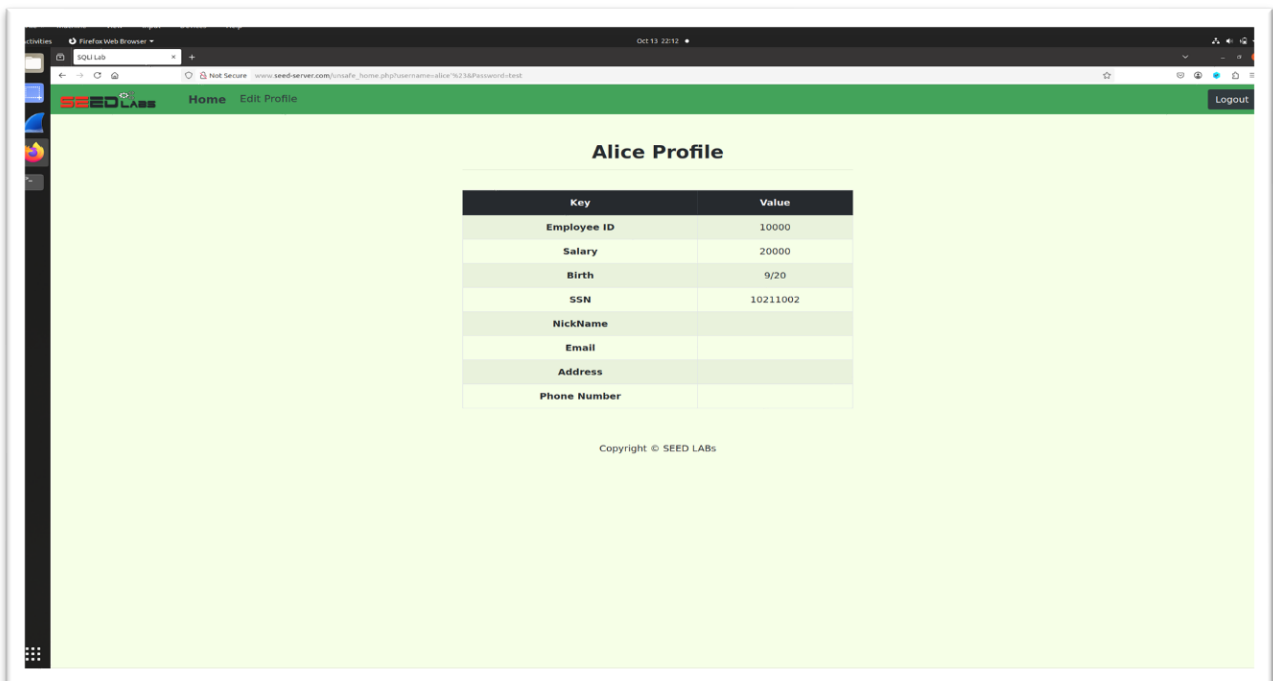 Activities Firefox Web Browser Oct 13 22:12
SQLi Lab
Not Secure www.seed-server.com/unsafe_home.php?username=alice'%23&Password=test
SEEDLABS Home Edit Profile Logout
Alice Profile
Key Value
Employee ID 10000
Salary 20000
Birth 9/20
SSN 10211002
NickName
Email
Address
Phone Number
Copyright © SEED LABs